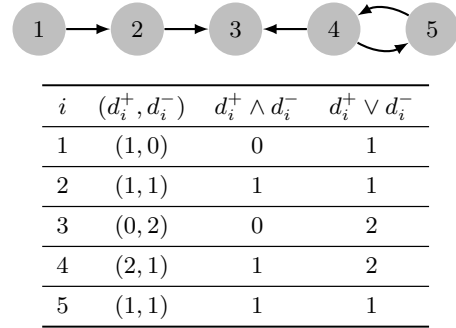 1 2 3 4 5
i (d_i^+, d_i^-) d_i^+ ∧ d_i^- d_i^+ ∨ d_i^-
1 (1, 0) 0 1
2 (1, 1) 1 1
3 (0, 2) 0 2
4 (2, 1) 1 2
5 (1, 1) 1 1